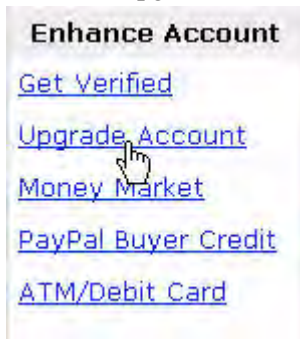 Enhance Account
Get Verified
Upgrade Account
Money Market
PayPal Buyer Credit
ATM/Debit Card